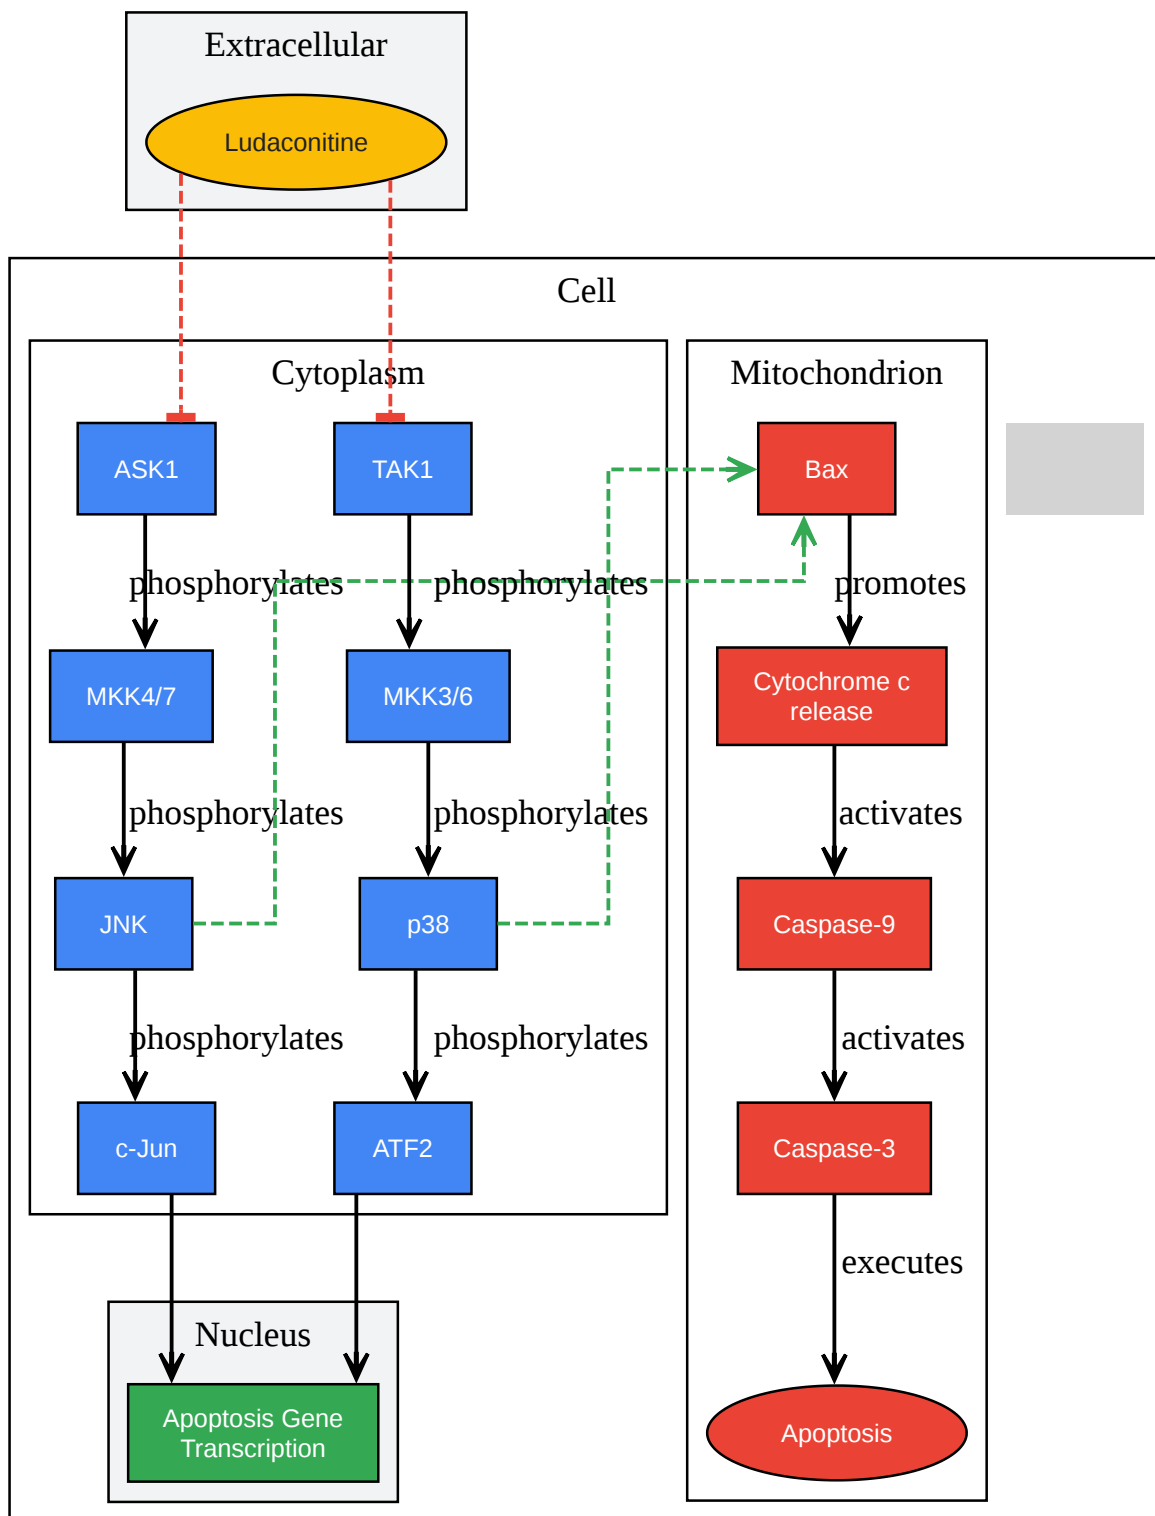 Extracellular
Ludaconitine
Cell
Cytoplasm
Mitochondrion
ASK1
TAK1
Bax
phosphorylates
phosphorylates
promotes
MKK4/7
MKK3/6
Cytochrome c
release
phosphorylates
phosphorylates
activates
JNK
p38
Caspase-9
phosphorylates
phosphorylates
activates
c-Jun
ATF2
Caspase-3
executes
Nucleus
Apoptosis Gene
Transcription
Apoptosis